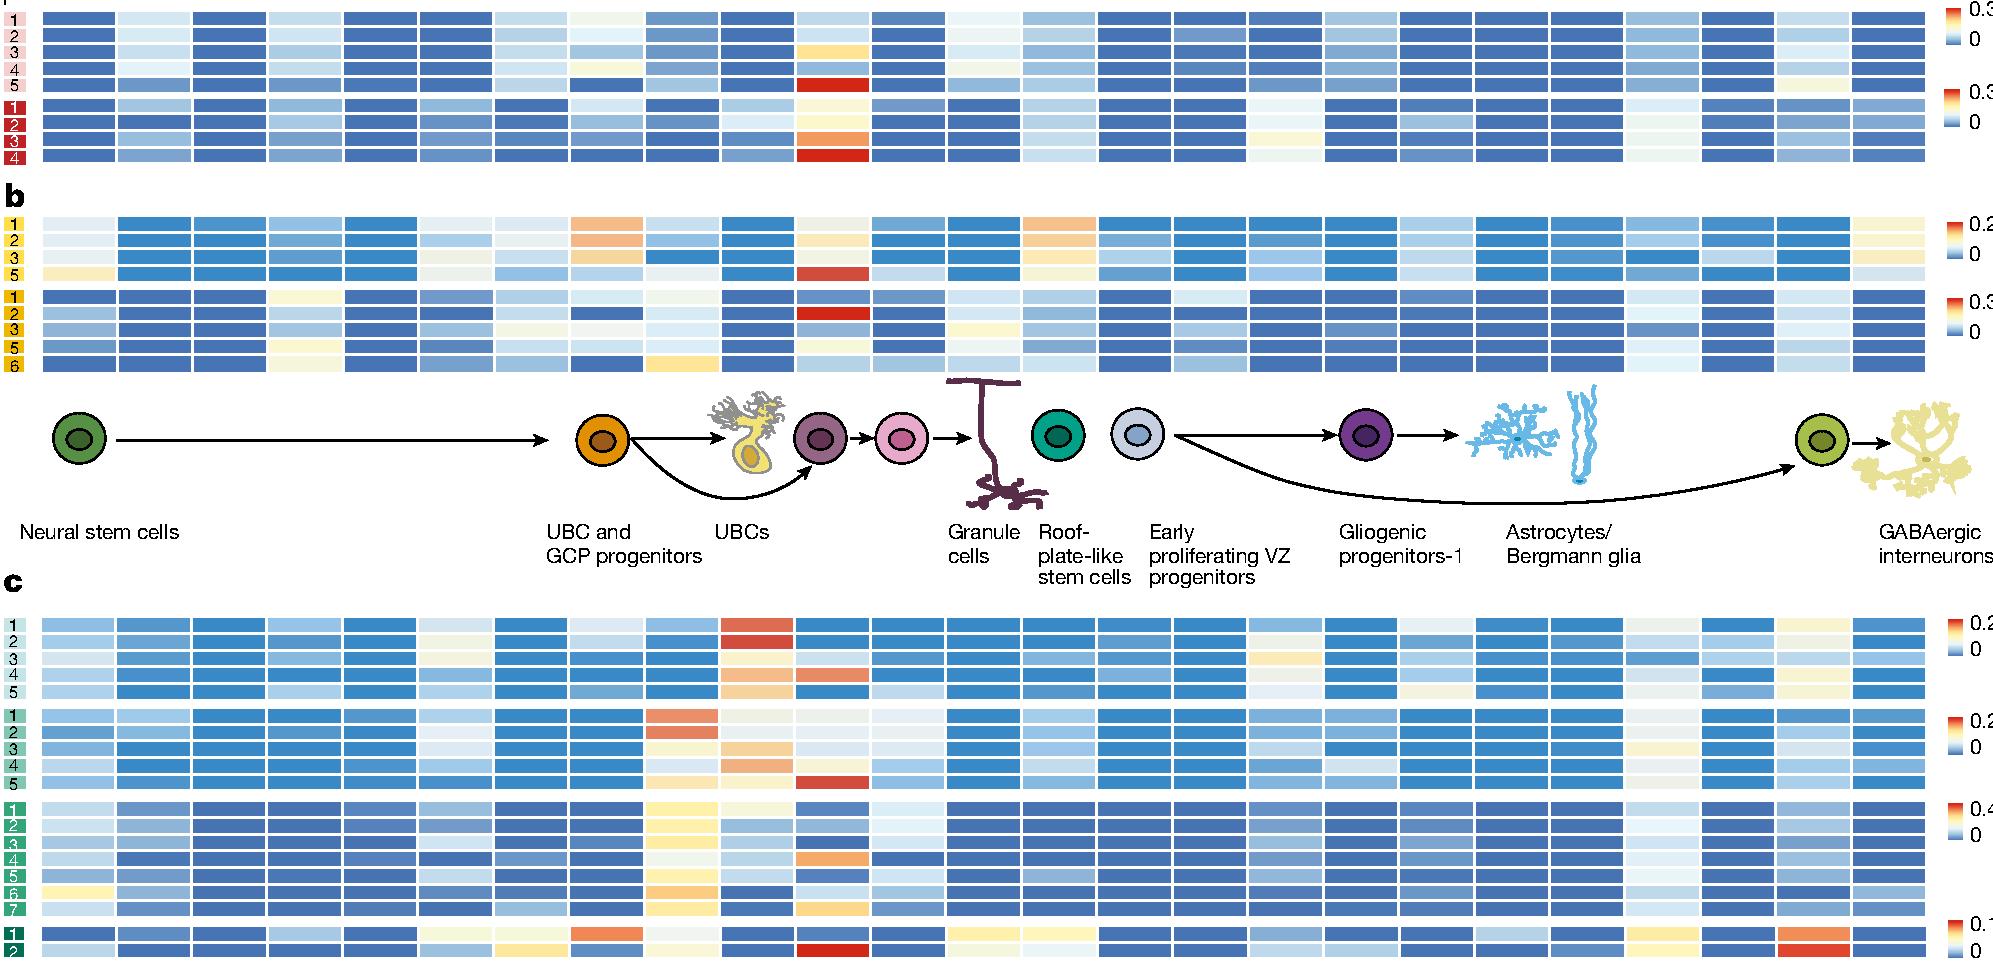 1 0.3
2 0
3
4
5
1 0.3
2 0
3
4
b
1 0.2
2
3 0
5
1 0.3
2
3 0
5
6
Neural stem cells
UBC and
GCP progenitors
UBCs
Granule
cells
Roof-
plate-like
stem cells
Early
proliferating VZ
progenitors
Gliogenic
progenitors-1
Astrocytes/
Bergmann glia
GABAergic
interneurons
c
1 0.2
2
3 0
4
5
1 0.2
2
3 0
4
5
1 0.4
2
3 0
4
5
6
7
1 0.1
2 0